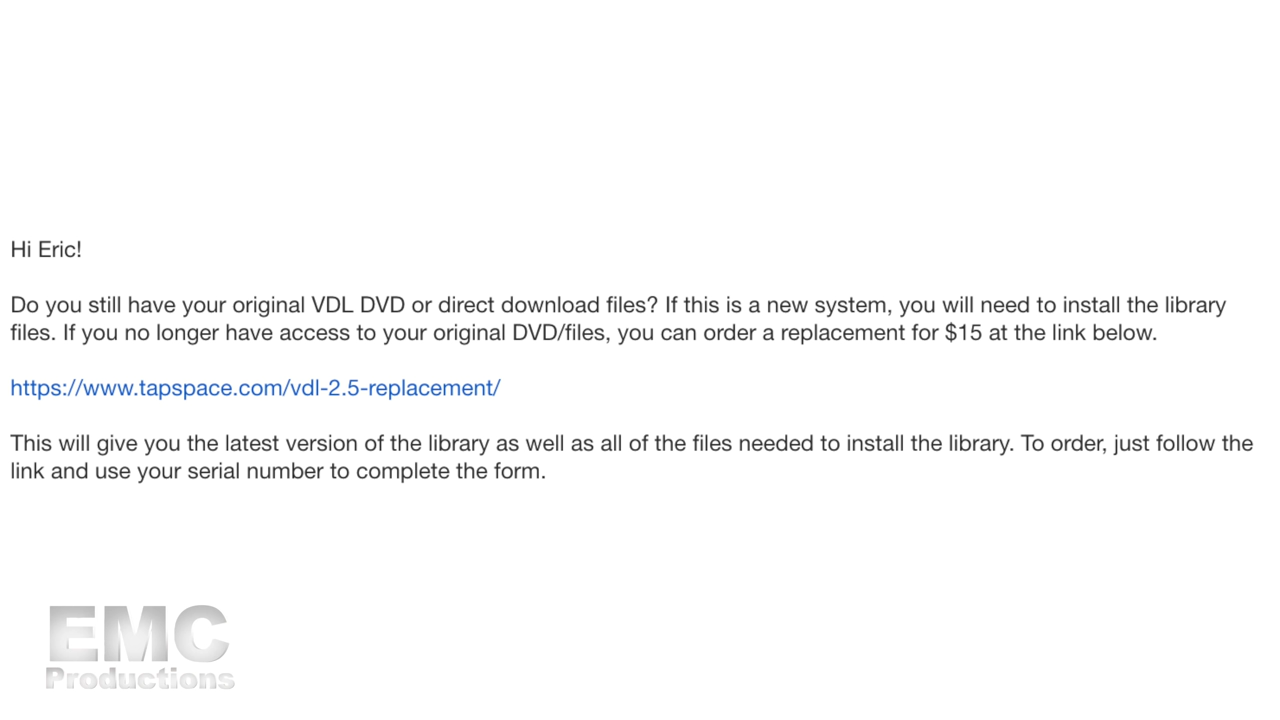 Hi Eric!
Do you still have your original VDL DVD or direct download files? If this is a new system, you will need to install the library
files. If you no longer have access to your original DVD/files, you can order a replacement for $15 at the link below.
https://www.tapspace.com/vdl-2.5-replacement/
This will give you the latest version of the library as well as all of the files needed to install the library. To order, just follow the
link and use your serial number to complete the form.
EMC
Productions